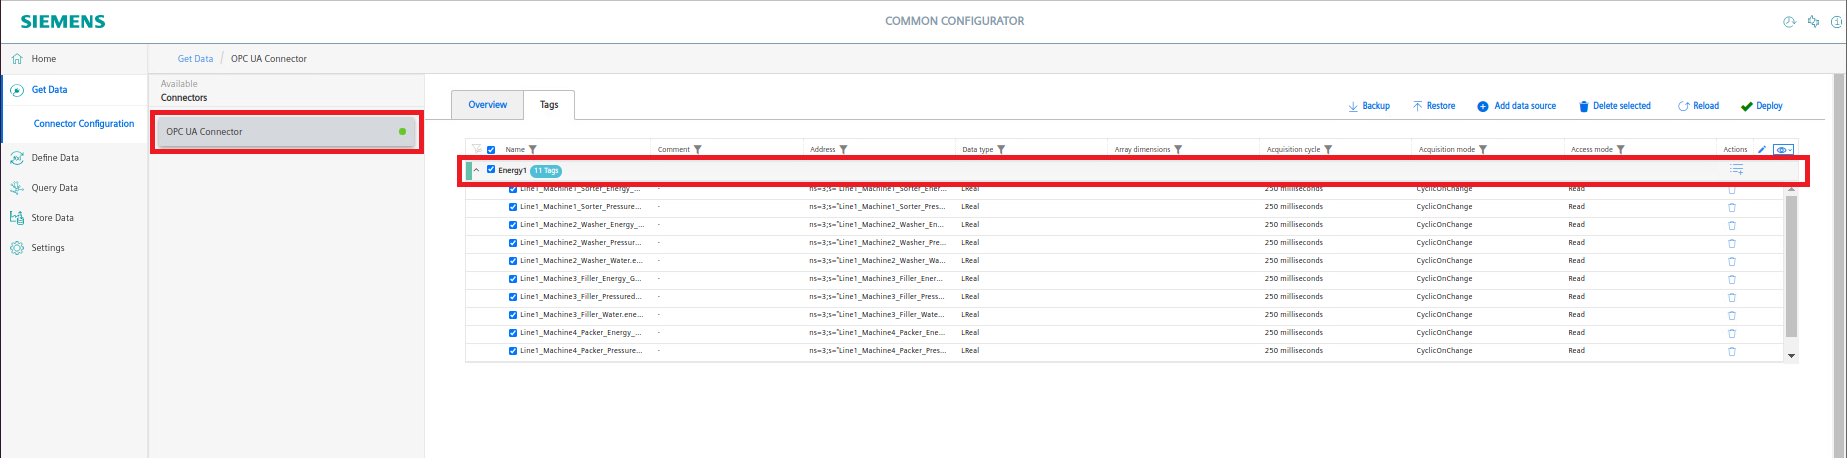 SIEMENS
COMMON CONFIGURATOR
Home
Get Data
Connector Configuration
Define Data
Query Data
Store Data
Settings
Get Data / OPC UA Connector
Available
Connectors
OPC UA Connector
Overview Tags
Backup Restore Add data source Delete selected Reload Deploy
Name Comment Address Data type Array dimensions Acquisition cycle Acquisition mode Access mode Actions
Energy1 11 Tags
Line1_Machine1_Sorter_Energy_... - ns=3;s="Line1_Machine1_Sorter_Ener... LReal 250 milliseconds CyclicOnChange Read
Line1_Machine1_Sorter_Pressure... - ns=3;s="Line1_Machine1_Sorter_Pres... LReal 250 milliseconds CyclicOnChange Read
Line1_Machine2_Washer_Energy_... - ns=3;s="Line1_Machine2_Washer_En... LReal 250 milliseconds CyclicOnChange Read
Line1_Machine2_Washer_Pressur... - ns=3;s="Line1_Machine2_Washer_Pre... LReal 250 milliseconds CyclicOnChange Read
Line1_Machine2_Washer_Water.e... - ns=3;s="Line1_Machine2_Washer_Wa... LReal 250 milliseconds CyclicOnChange Read
Line1_Machine3_Filler_Energy_G... - ns=3;s="Line1_Machine3_Filler_Ener... LReal 250 milliseconds CyclicOnChange Read
Line1_Machine3_Filler_Pressured... - ns=3;s="Line1_Machine3_Filler_Press... LReal 250 milliseconds CyclicOnChange Read
Line1_Machine3_Filler_Water.ene... - ns=3;s="Line1_Machine3_Filler_Wate... LReal 250 milliseconds CyclicOnChange Read
Line1_Machine4_Packer_Energy_... - ns=3;s="Line1_Machine4_Packer_Ene... LReal 250 milliseconds CyclicOnChange Read
Line1_Machine4_Packer_Pressure... - ns=3;s="Line1_Machine4_Packer_Pres... LReal 250 milliseconds CyclicOnChange Read